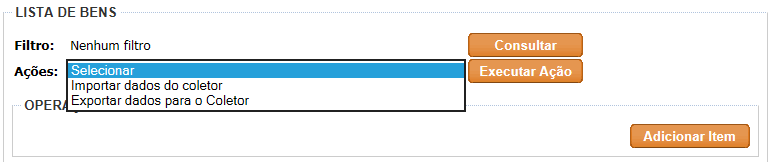 LISTA DE BENS
Filtro: Nenhum filtro Consultar
Ações: Selecionar Executar Ação
Importar dados do coletor
Exportar dados para o Coletor
Adicionar Item